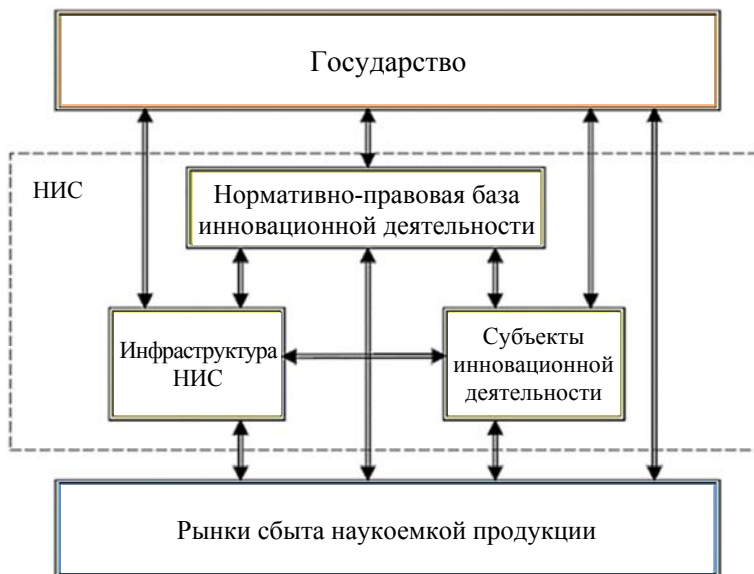 Государство
НИС
Нормативно-правовая база
инновационной деятельности
Инфраструктура
НИС
Субъекты
инновационной
деятельности
Рынки сбыта наукоемкой продукции